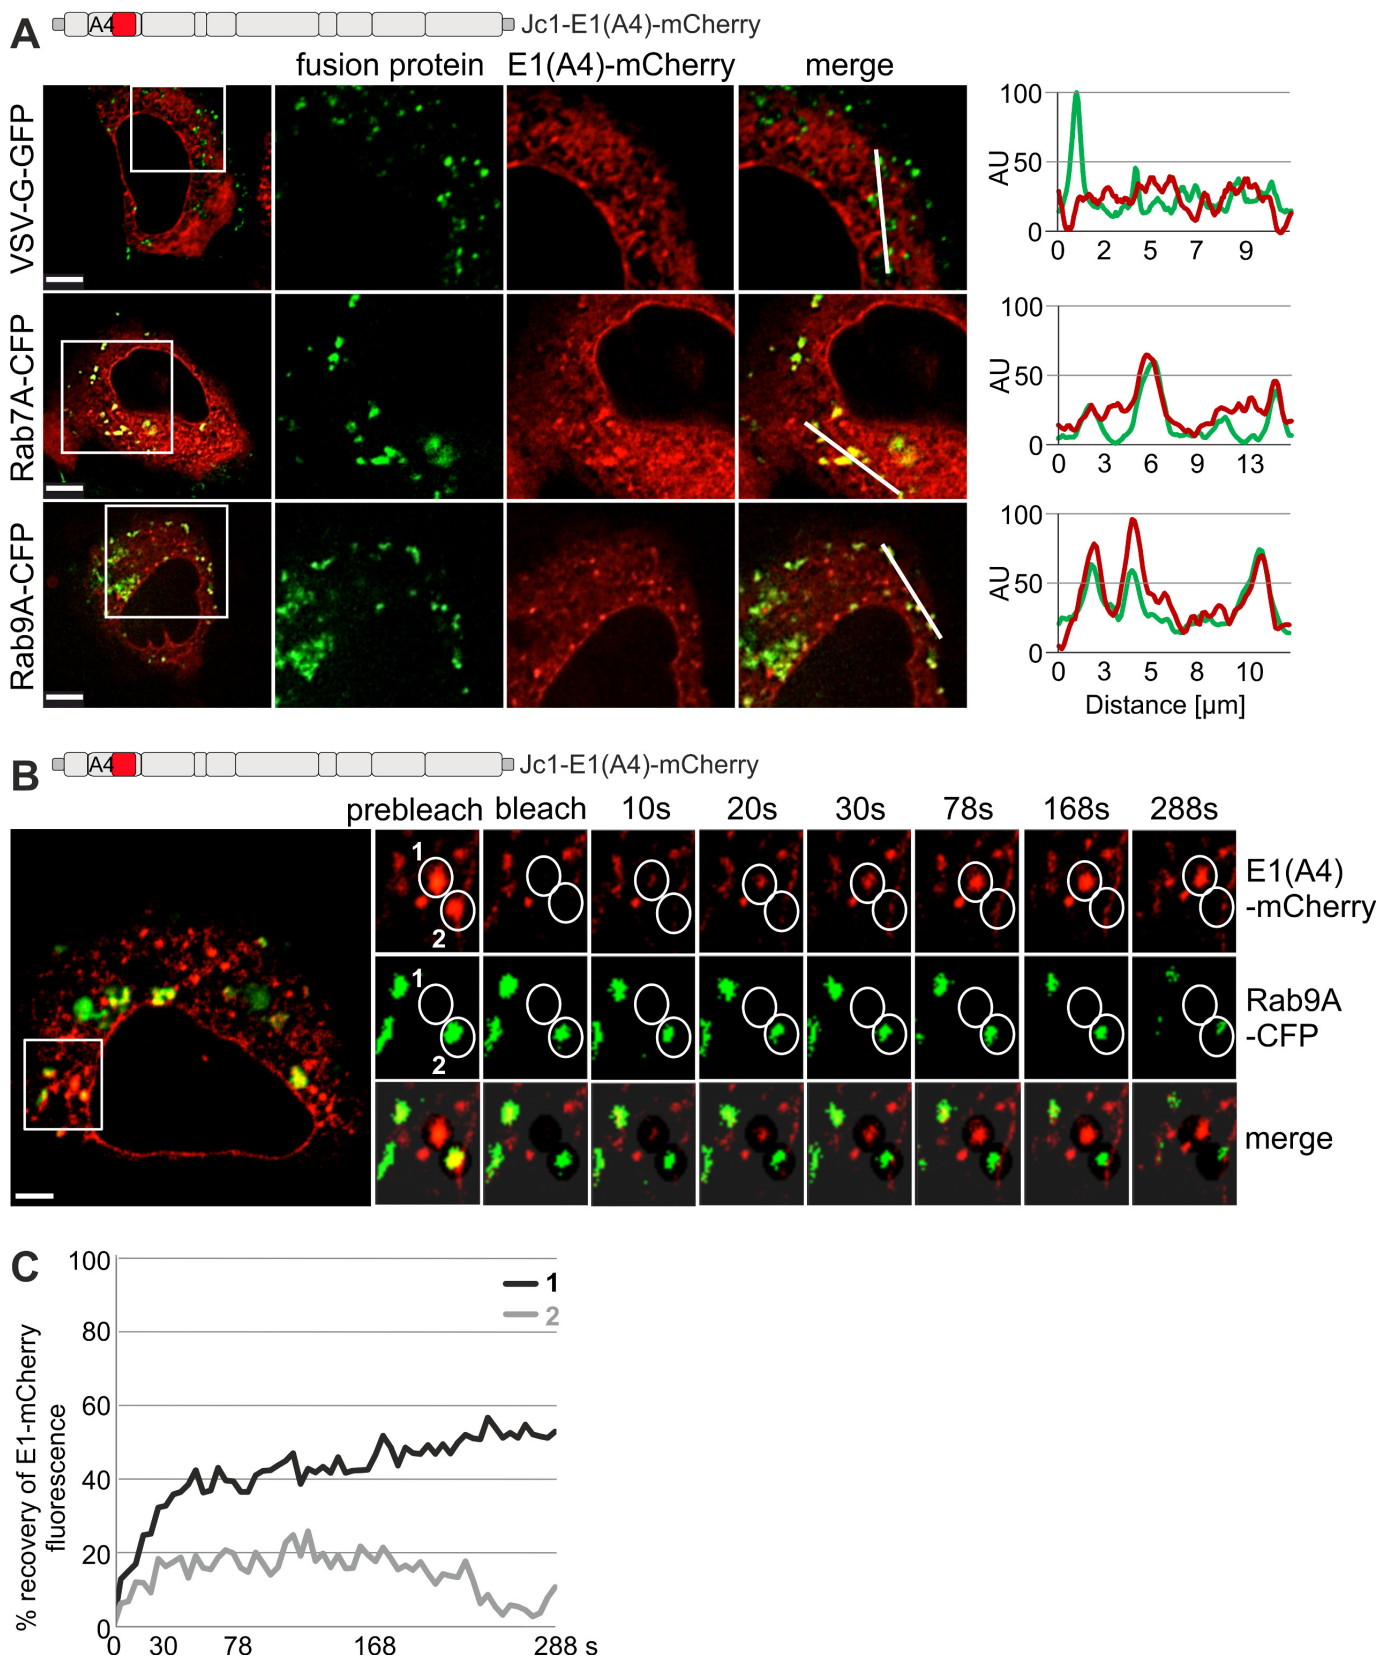 A
A4
Jc1-E1(A4)-mCherry
fusion protein E1(A4)-mCherry merge
VSV-G-GFP
100
50
0
AU
0 2 5 7 9
Rab7A-CFP
100
50
0
AU
0 3 6 9 13
Rab9A-CFP
100
50
0
AU
0 3 5 8 10
Distance [µm]
B
A4
Jc1-E1(A4)-mCherry
prebleach bleach 10s 20s 30s 78s 168s 288s
1
2
E1(A4)
-mCherry
1
2
Rab9A
-CFP
merge
C
% recovery of E1-mCherry
fluorescence
100
80
60
40
20
0
1
2
0 30 78 168 288 s